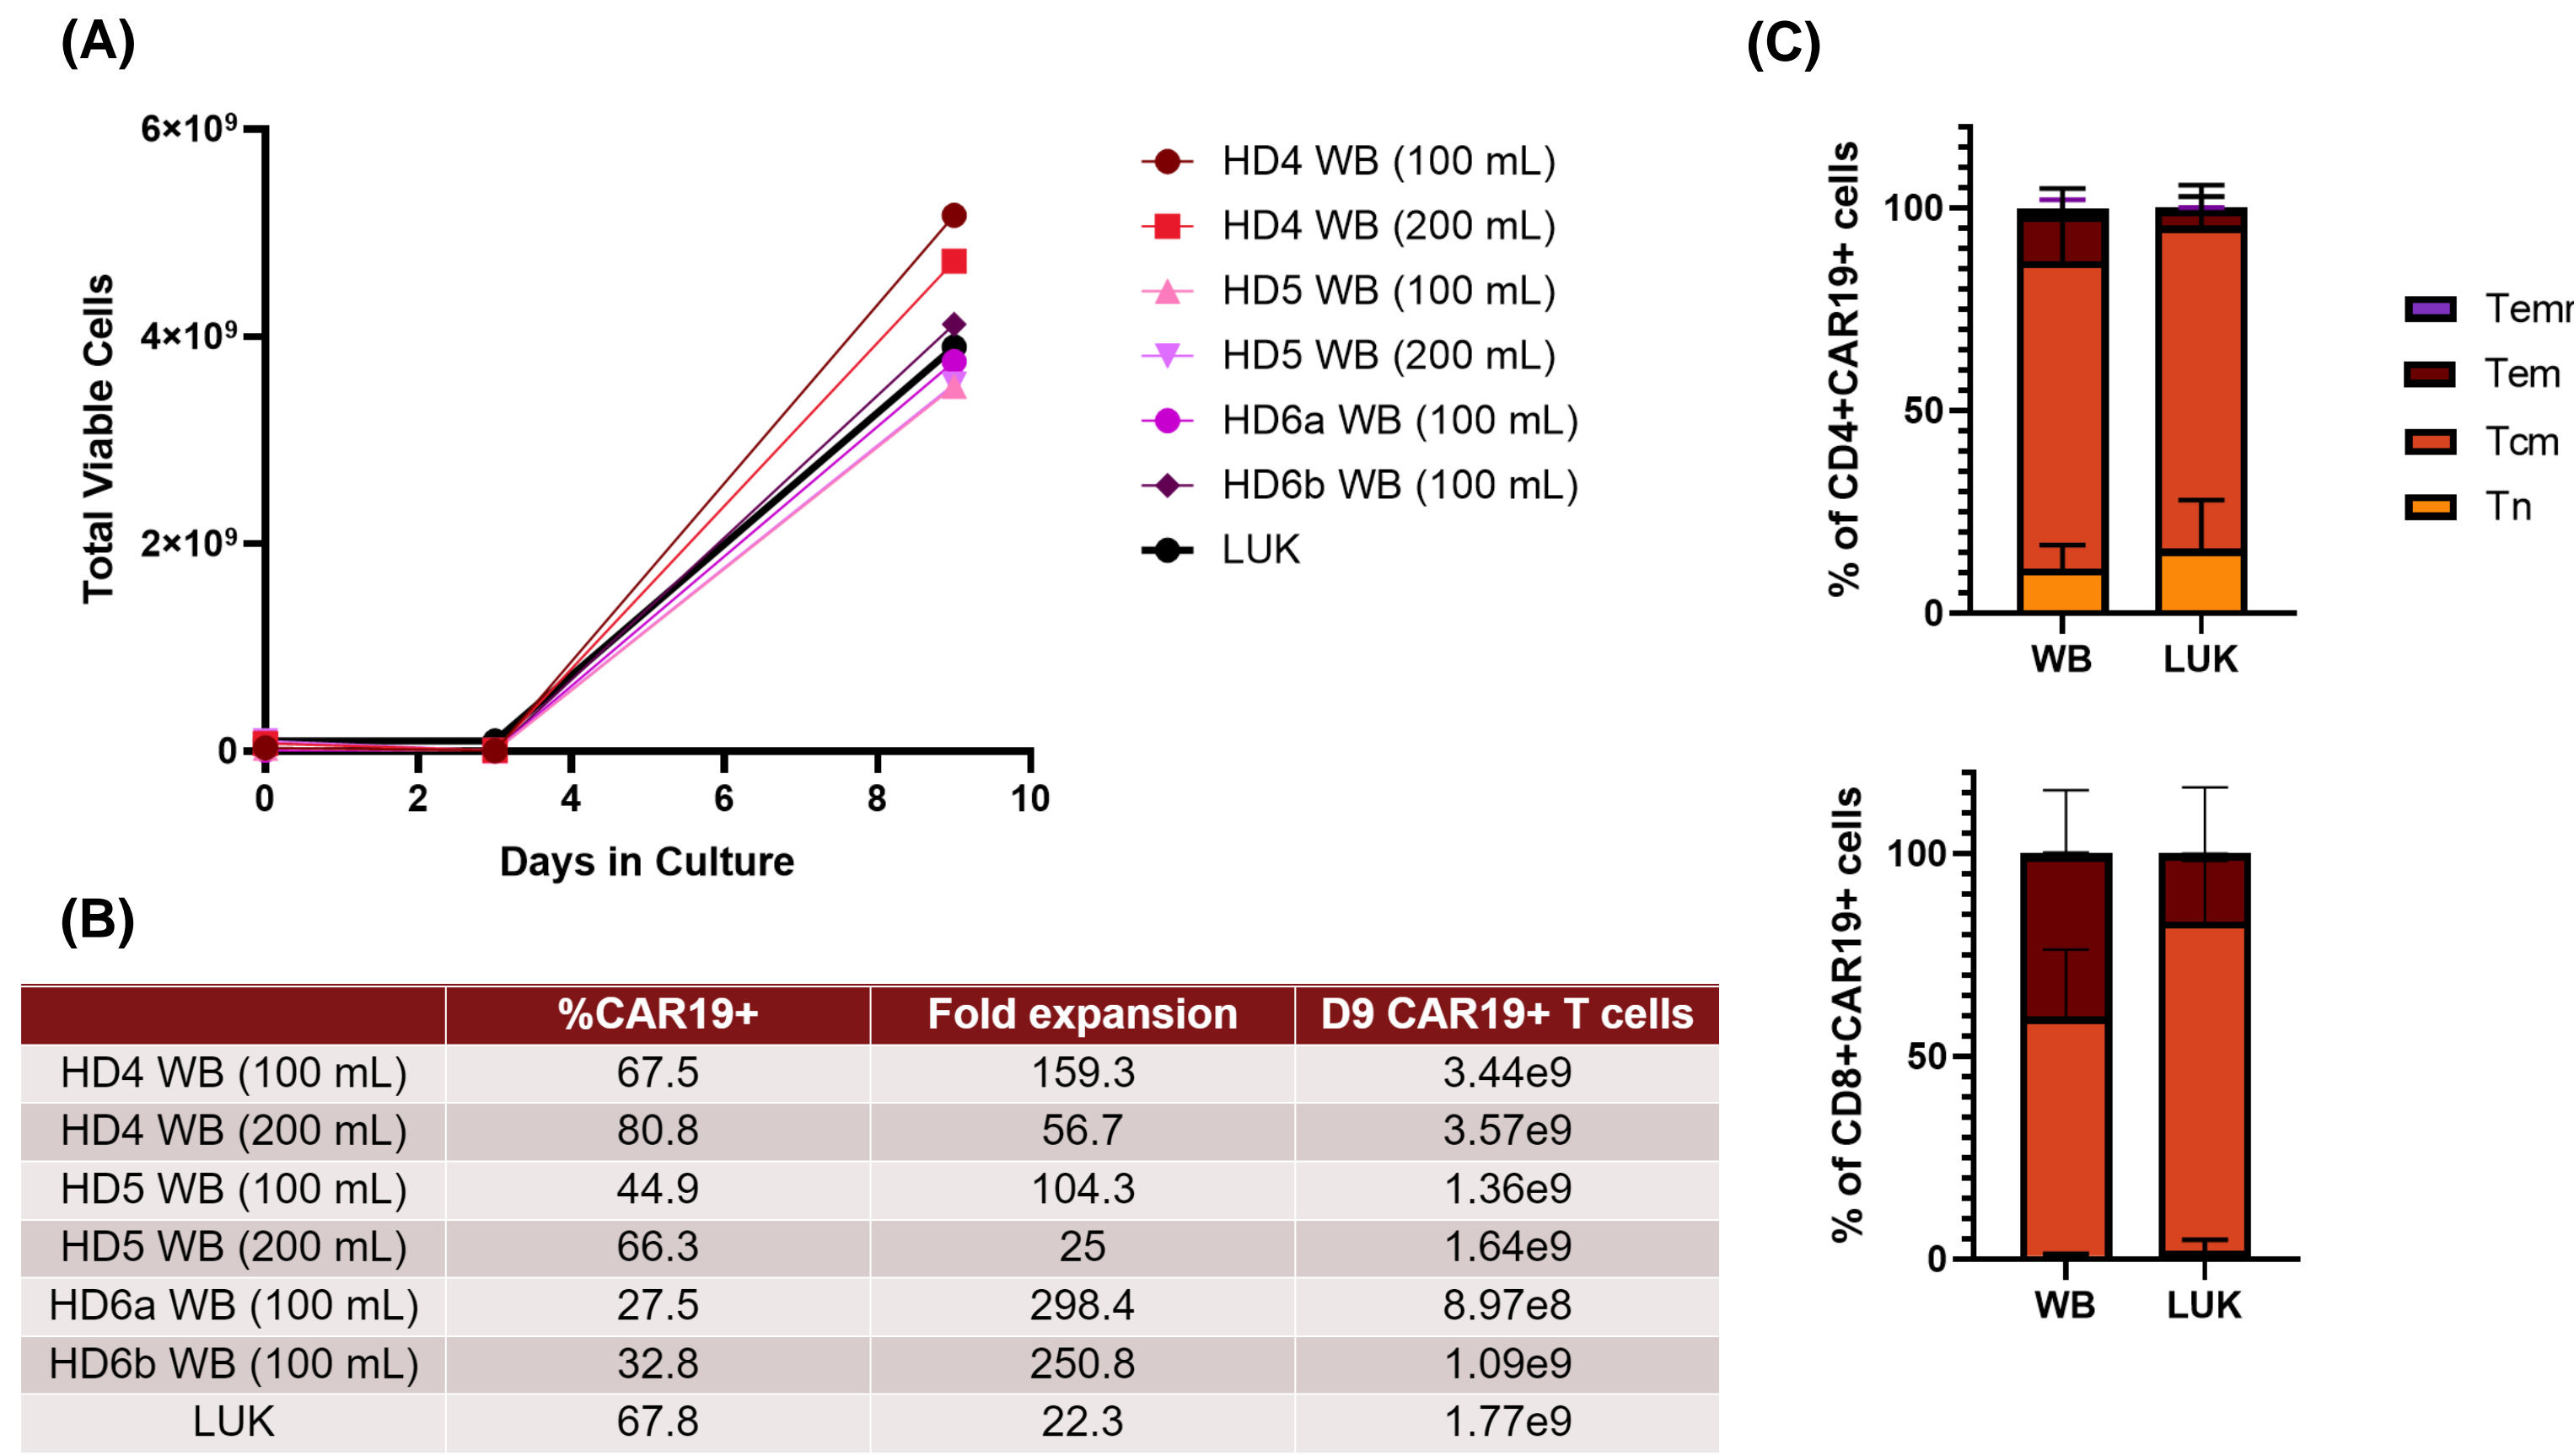 (A)
Total Viable Cells
6×10⁹
4×10⁹
2×10⁹
0
0 2 4 6 8 10
Days in Culture
HD4 WB (100 mL)
HD4 WB (200 mL)
HD5 WB (100 mL)
HD5 WB (200 mL)
HD6a WB (100 mL)
HD6b WB (100 mL)
LUK
(B)
%CAR19+ Fold expansion D9 CAR19+ T cells
HD4 WB (100 mL) 67.5 159.3 3.44e9
HD4 WB (200 mL) 80.8 56.7 3.57e9
HD5 WB (100 mL) 44.9 104.3 1.36e9
HD5 WB (200 mL) 66.3 25 1.64e9
HD6a WB (100 mL) 27.5 298.4 8.97e8
HD6b WB (100 mL) 32.8 250.8 1.09e9
LUK 67.8 22.3 1.77e9
(C)
% of CD4+CAR19+ cells
100
50
0
WB LUK
Tem
Tcm
Tn
% of CD8+CAR19+ cells
100
50
0
WB LUK